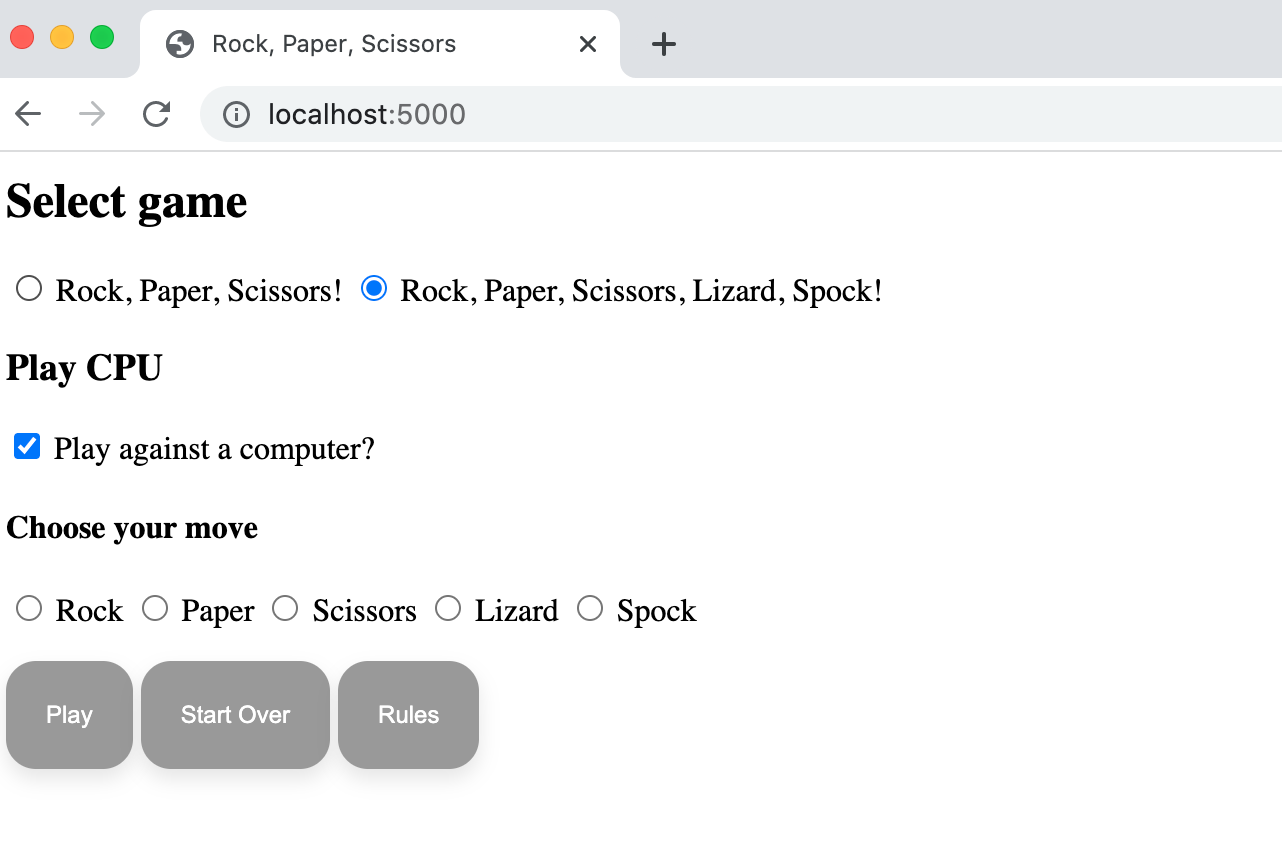 Rock, Paper, Scissors
localhost:5000
Select game
Rock, Paper, Scissors! Rock, Paper, Scissors, Lizard, Spock!
Play CPU
Play against a computer?
Choose your move
Rock Paper Scissors Lizard Spock
Play Start Over Rules